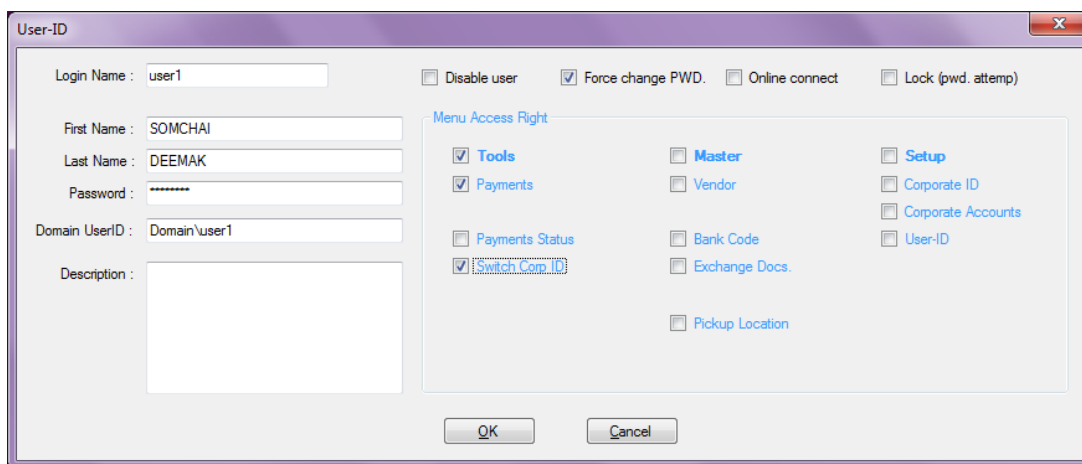 User-ID
Login Name : user1
Disable user Force change PWD. Online connect Lock (pwd. attemp)
First Name : SOMCHAI
Last Name : DEEMAK
Password : ********
Domain UserID : Domain\user1
Description :
Menu Access Right
Tools Master Setup
Payments Vendor Corporate ID
Corporate Accounts
Payments Status Bank Code User-ID
Switch Corp ID Exchange Docs.
Pickup Location
OK Cancel